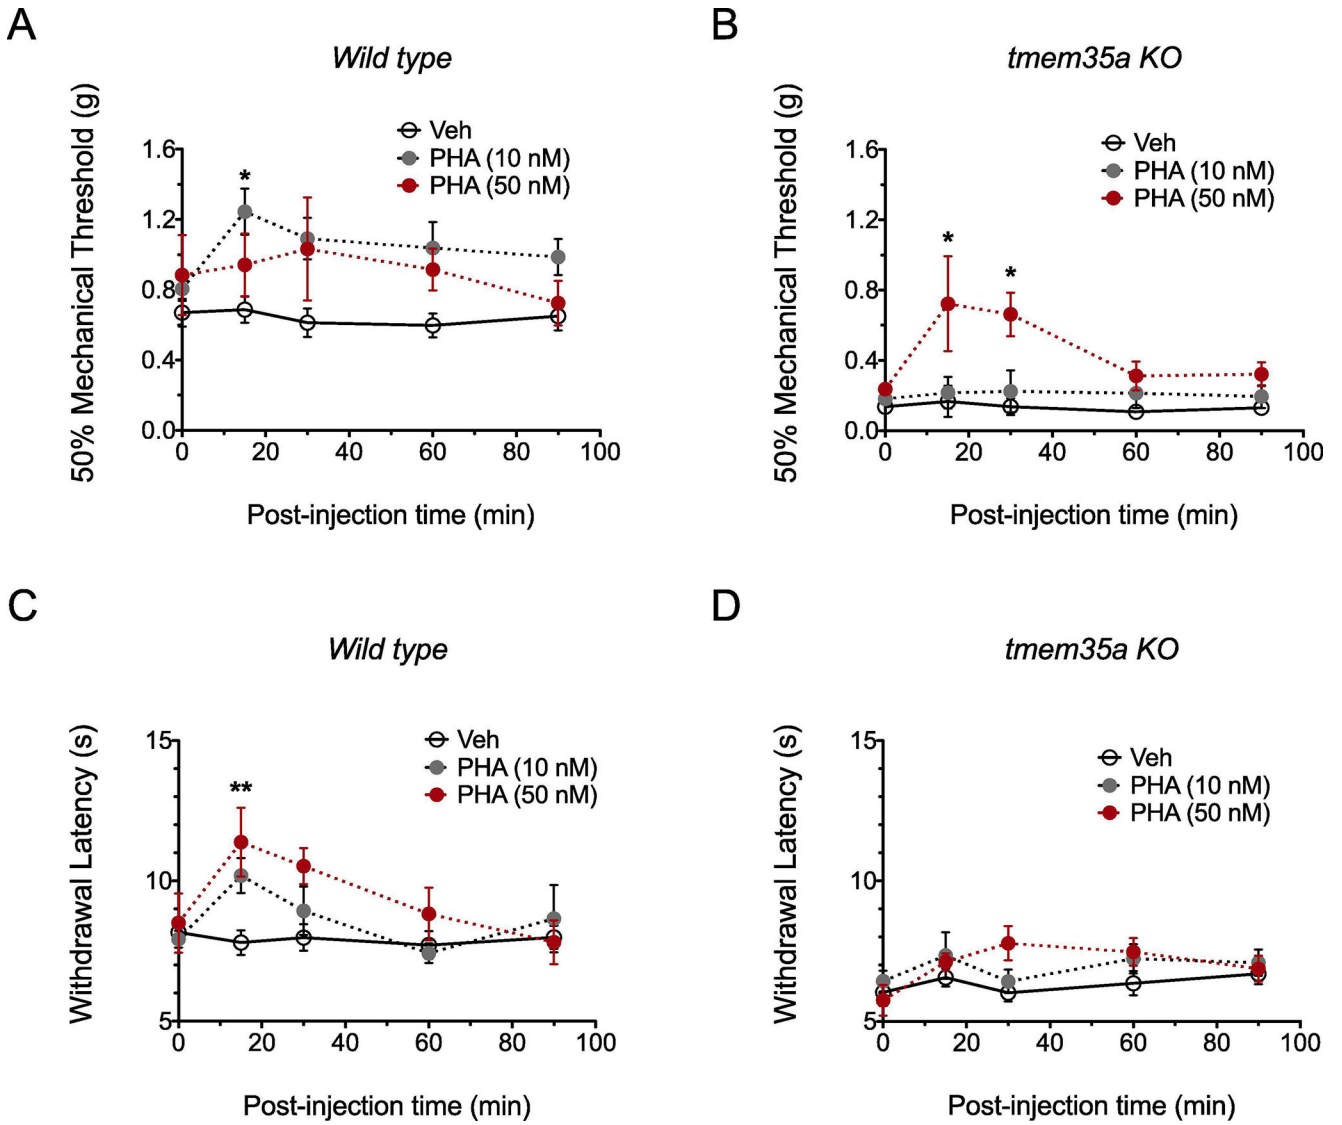 A
Wild type
50% Mechanical Threshold (g)
Veh
PHA (10 nM)
PHA (50 nM)
1.6
1.2
0.8
0.4
0.0
*
0 20 40 60 80 100
Post-injection time (min)
B
tmem35a KO
50% Mechanical Threshold (g)
Veh
PHA (10 nM)
PHA (50 nM)
1.6
1.2
0.8
0.4
0.0
* *
0 20 40 60 80 100
Post-injection time (min)
C
Wild type
Withdrawal Latency (s)
Veh
PHA (10 nM)
PHA (50 nM)
15
10
5
**
0 20 40 60 80 100
Post-injection time (min)
D
tmem35a KO
Withdrawal Latency (s)
Veh
PHA (10 nM)
PHA (50 nM)
15
10
5
0 20 40 60 80 100
Post-injection time (min)